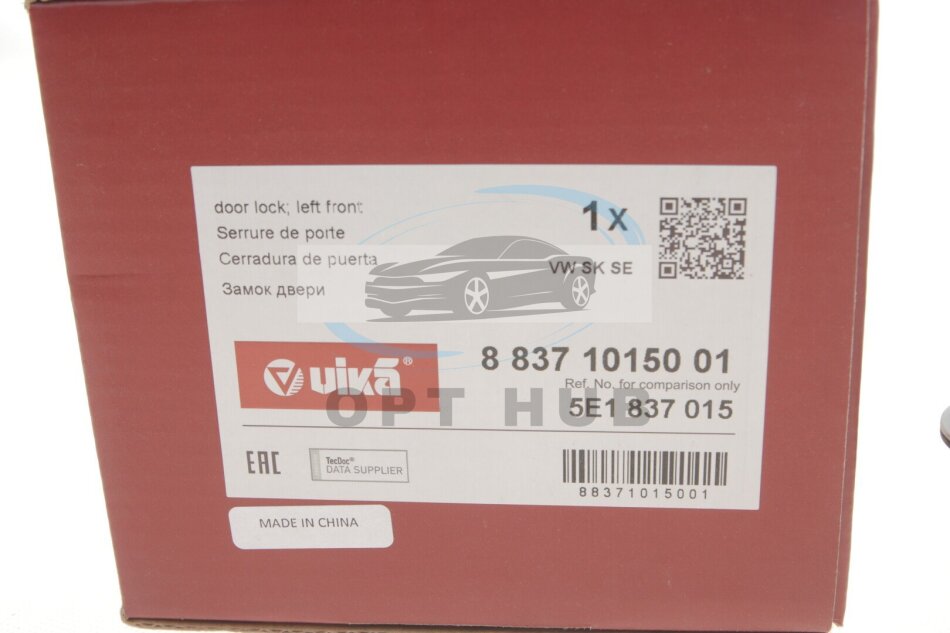 door lock; left front
Serrure de porte
Cerradura de puerta
Замок двери
1x
VW SK SE
vika®
8 837 10150 01
Ref. No. for comparison only
5E1 837 015
OPT HUB
EAC
TecDoc®
DATA SUPPLIER
88371015001
MADE IN CHINA